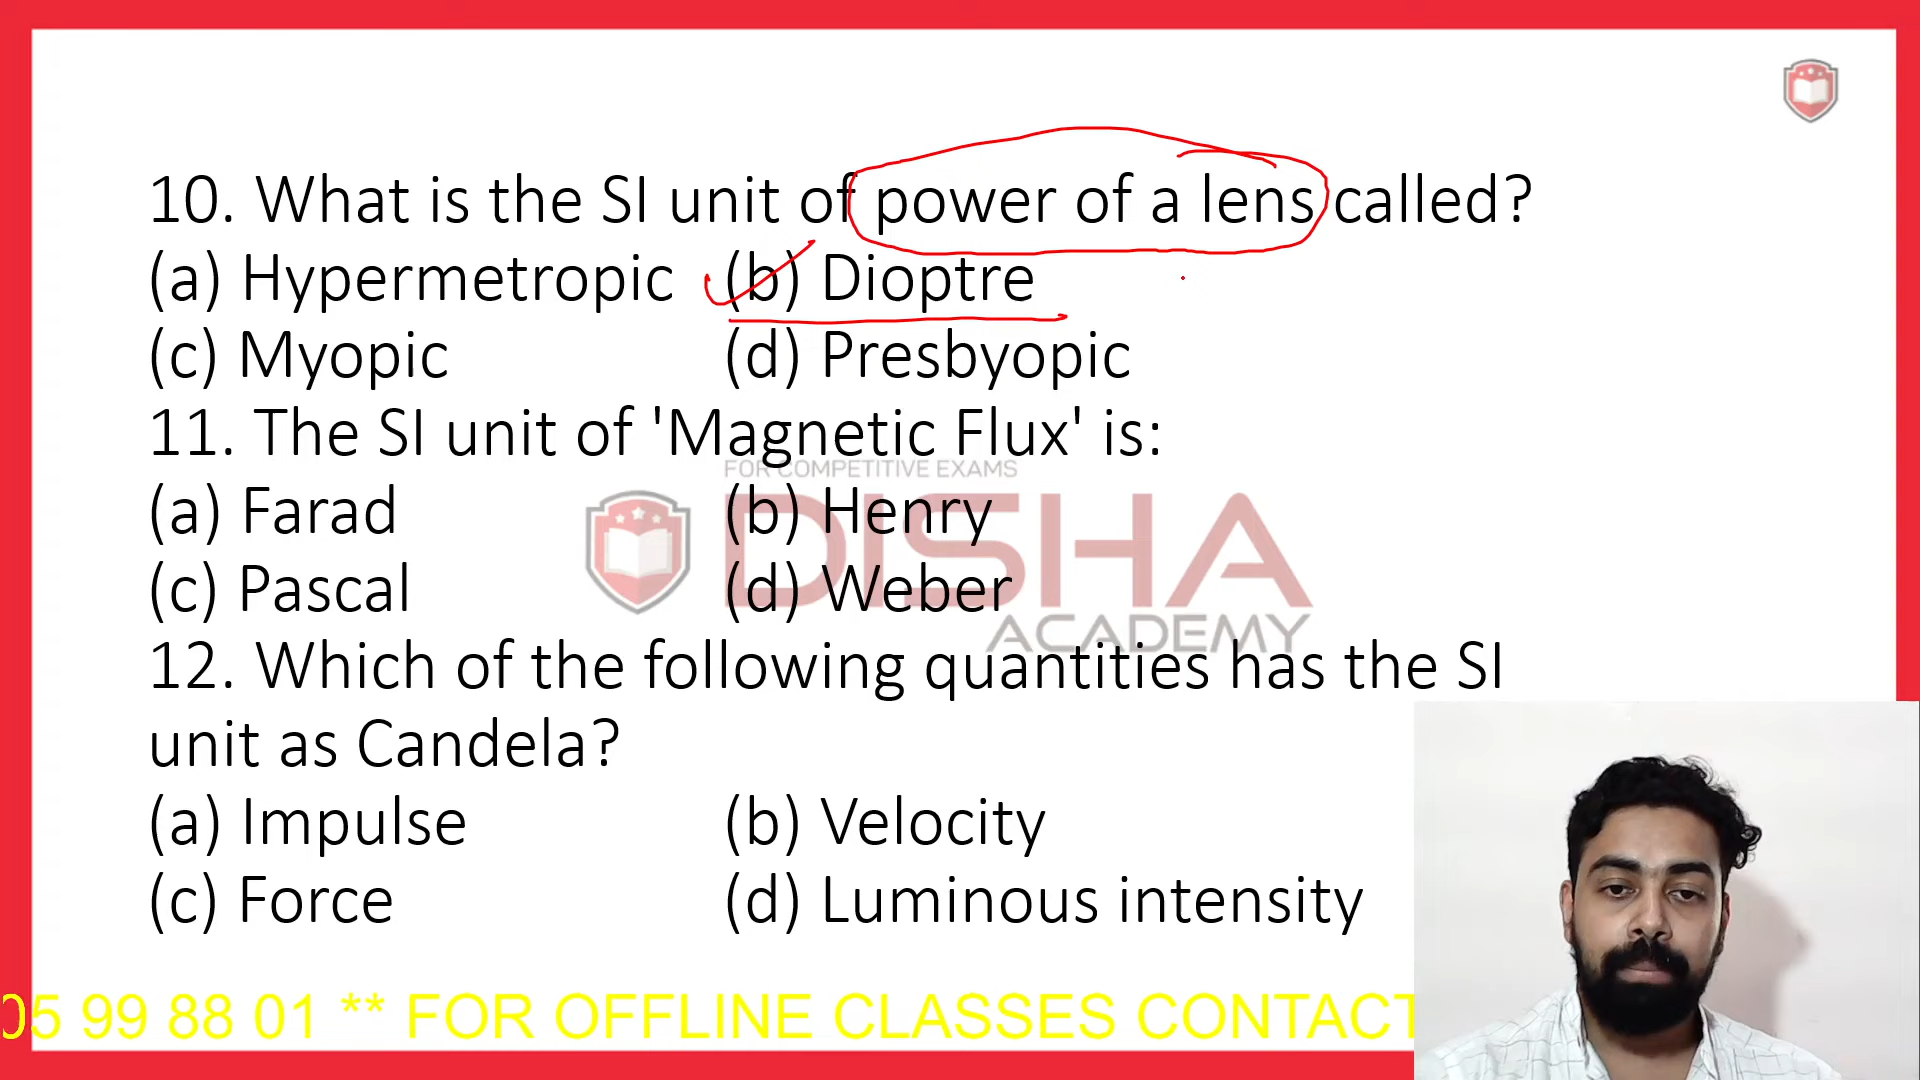 10. What is the SI unit of power of a lens called?
(a) Hypermetropic (b) Dioptre
(c) Myopic (d) Presbyopic
11. The SI unit of 'Magnetic Flux' is:
FOR COMPETITIVE EXAMS
(a) Farad (b) Henry
DISHA
(c) Pascal (d) Weber
ACADEMY
12. Which of the following quantities has the SI
unit as Candela?
(a) Impulse (b) Velocity
(c) Force (d) Luminous intensity
05 99 88 01 ** FOR OFFLINE CLASSES CONTACT